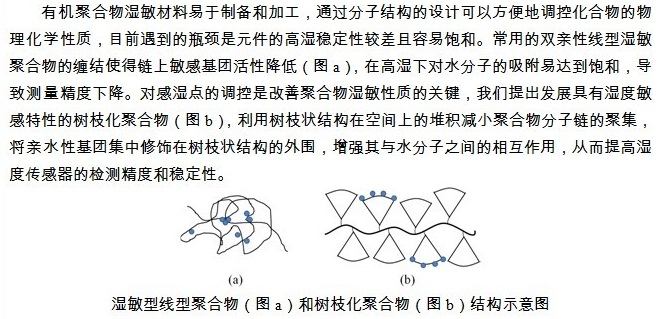 有机聚合物湿敏材料易于制备和加工，通过分子结构的设计可以方便地调控化合物的物
理化学性质，目前遇到的瓶颈是元件的高湿稳定性较差且容易饱和。常用的双亲性线型湿敏
聚合物的缠结使得链上敏感基团活性降低（图 a），在高湿下对水分子的吸附易达到饱和，导
致测量精度下降。对感湿点的调控是改善聚合物湿敏性质的关键，我们提出发展具有湿度敏
感特性的树枝化聚合物（图 b），利用树枝状结构在空间上的堆积减小聚合物分子链的聚集，
将亲水性基团集中修饰在树枝状结构的外围，增强其与水分子之间的相互作用，从而提高湿
度传感器的检测精度和稳定性。
(a) (b)
湿敏型线型聚合物（图 a）和树枝化聚合物（图 b）结构示意图